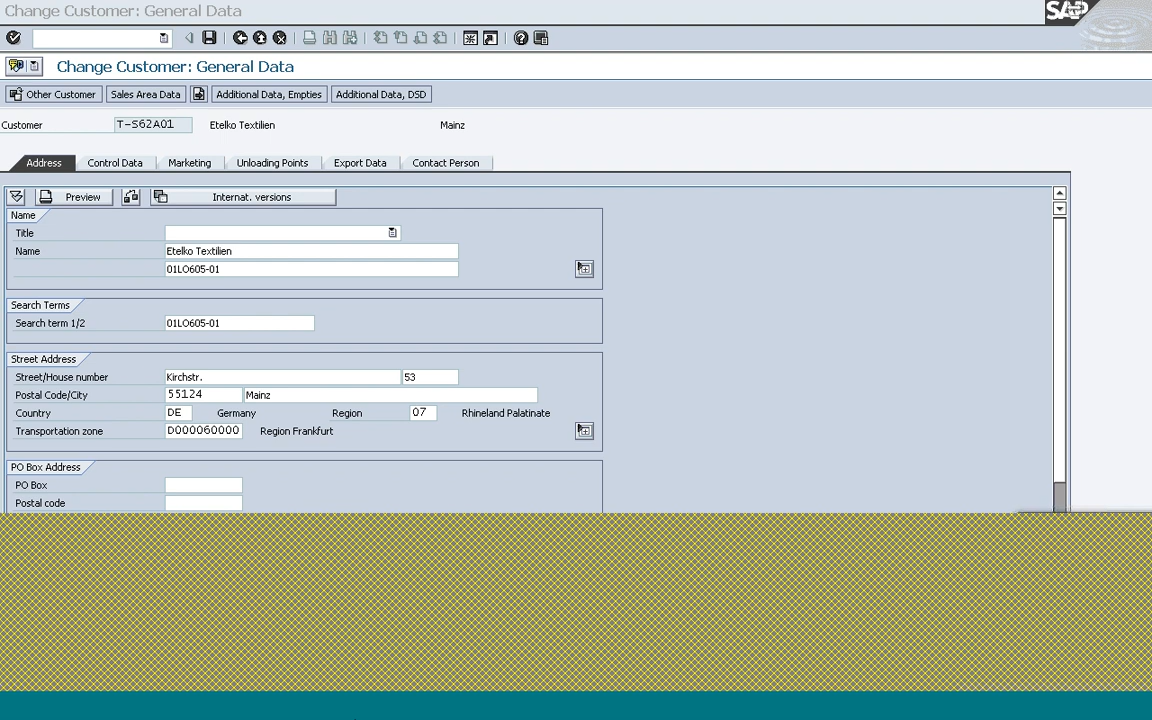 Change Customer: General Data
SAP
Change Customer: General Data
Other Customer Sales Area Data Additional Data, Empties Additional Data, DSD
Customer T-S62A01 Etelko Textilien Mainz
Address Control Data Marketing Unloading Points Export Data Contact Person
Preview Internat. versions
Name
Title
Name Etelko Textilien
01LO605-01
Search Terms
Search term 1/2 01LO605-01
Street Address
Street/House number Kirchstr. 53
Postal Code/City 55124 Mainz
Country DE Germany Region 07 Rhineland Palatinate
Transportation zone D000060000 Region Frankfurt
PO Box Address
PO Box
Postal code